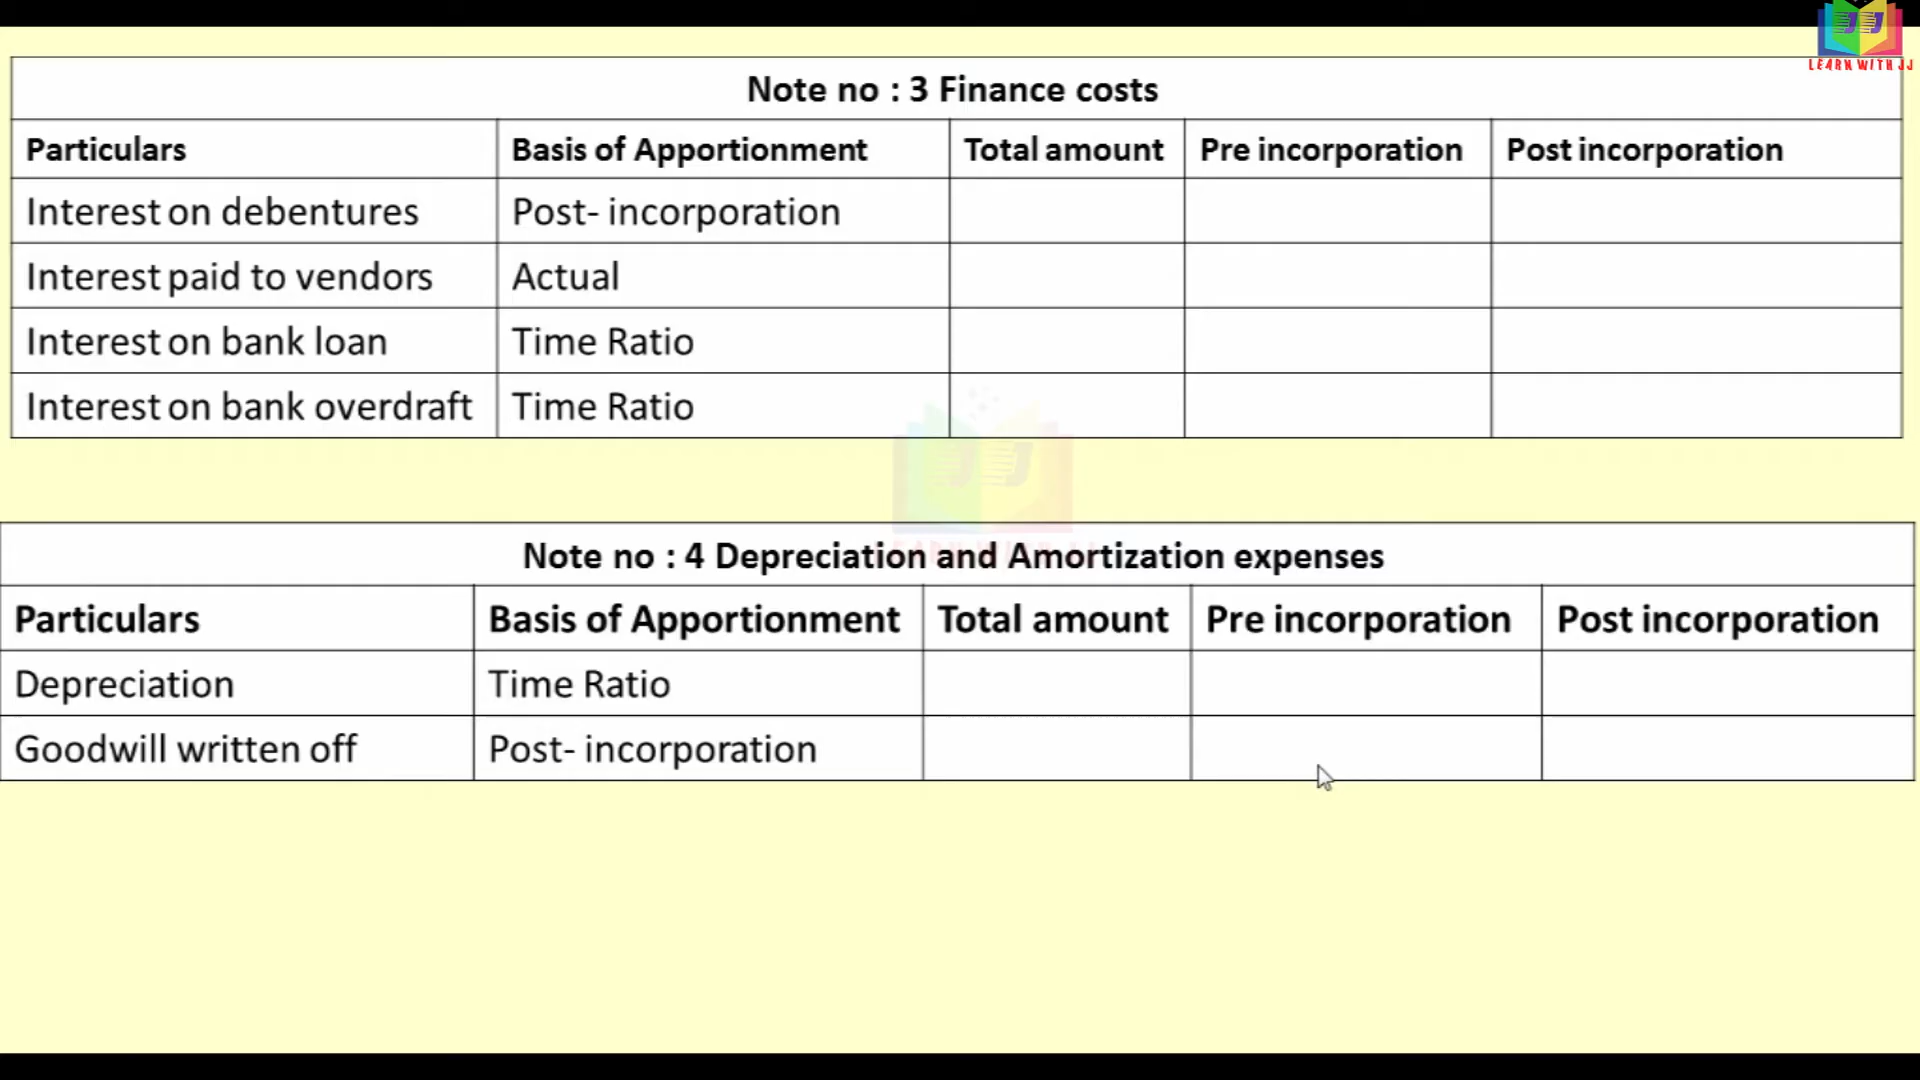 LEARN WITH JJ
Note no : 3 Finance costs
Particulars Basis of Apportionment Total amount Pre incorporation Post incorporation
Interest on debentures Post- incorporation
Interest paid to vendors Actual
Interest on bank loan Time Ratio
Interest on bank overdraft Time Ratio
Note no : 4 Depreciation and Amortization expenses
Particulars Basis of Apportionment Total amount Pre incorporation Post incorporation
Depreciation Time Ratio
Goodwill written off Post- incorporation